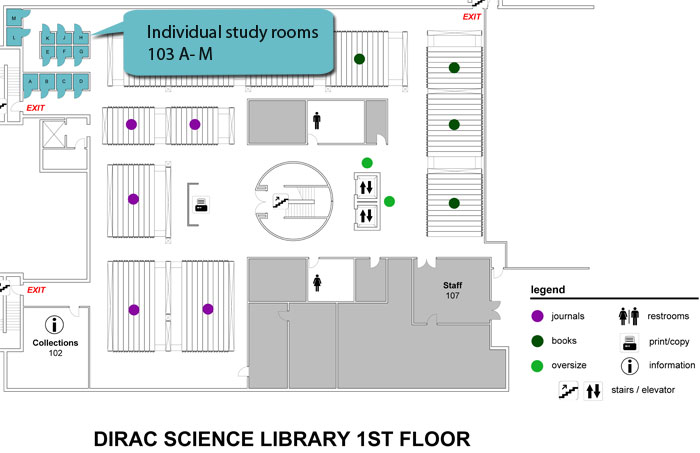 EXIT
M
L
K J H
E F G
A B C D
Individual study rooms
103 A- M
EXIT
EXIT
Collections
102
Staff
107
legend
journals
restrooms
books
print/copy
oversize
information
stairs / elevator
DIRAC SCIENCE LIBRARY 1ST FLOOR